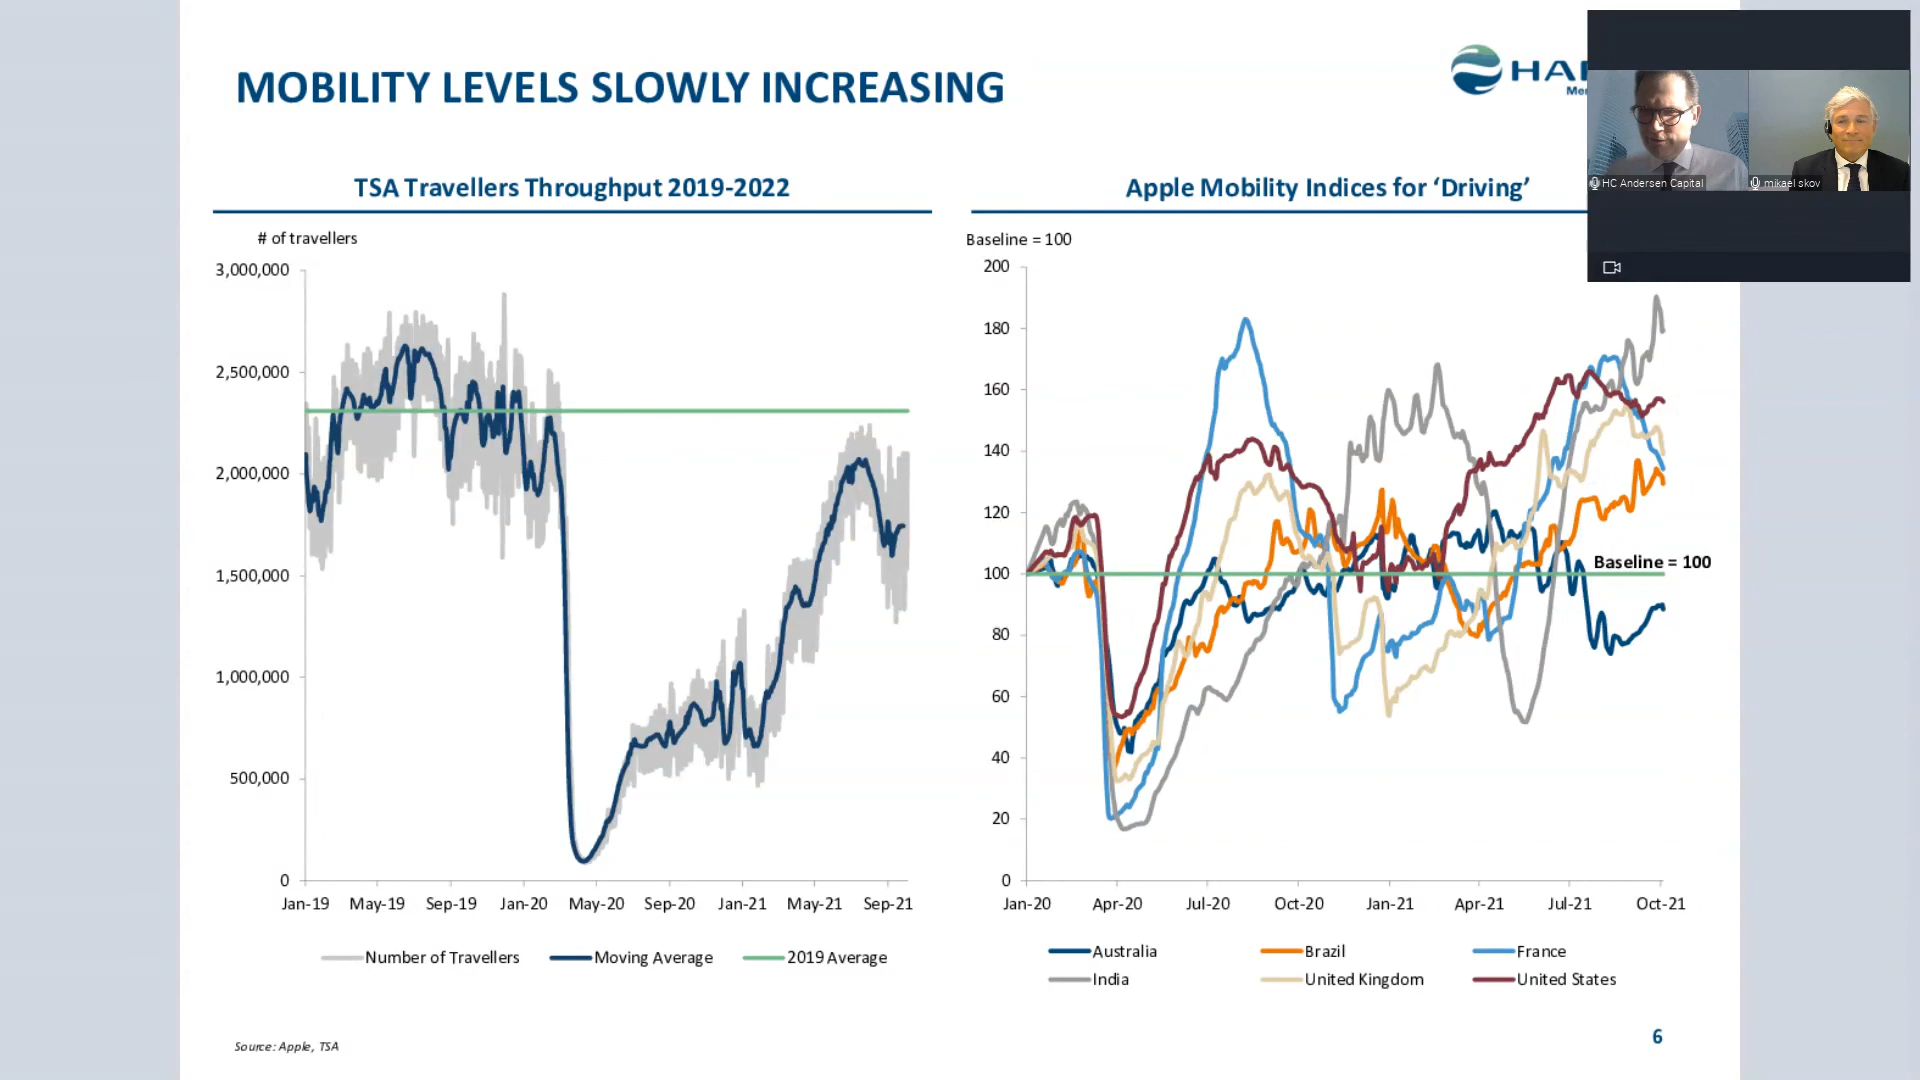 MOBILITY LEVELS SLOWLY INCREASING
HC Andersen Capital
mikael skov
TSA Travellers Throughput 2019-2022
# of travellers
3,000,000
2,500,000
2,000,000
1,500,000
1,000,000
500,000
0
Jan-19 May-19 Sep-19 Jan-20 May-20 Sep-20 Jan-21 May-21 Sep-21
Number of Travellers Moving Average 2019 Average
Apple Mobility Indices for ‘Driving’
Baseline = 100
200
180
160
140
120
100
80
60
40
20
0
Baseline = 100
Jan-20 Apr-20 Jul-20 Oct-20 Jan-21 Apr-21 Jul-21 Oct-21
Australia Brazil France
India United Kingdom United States
Source: Apple, TSA
6